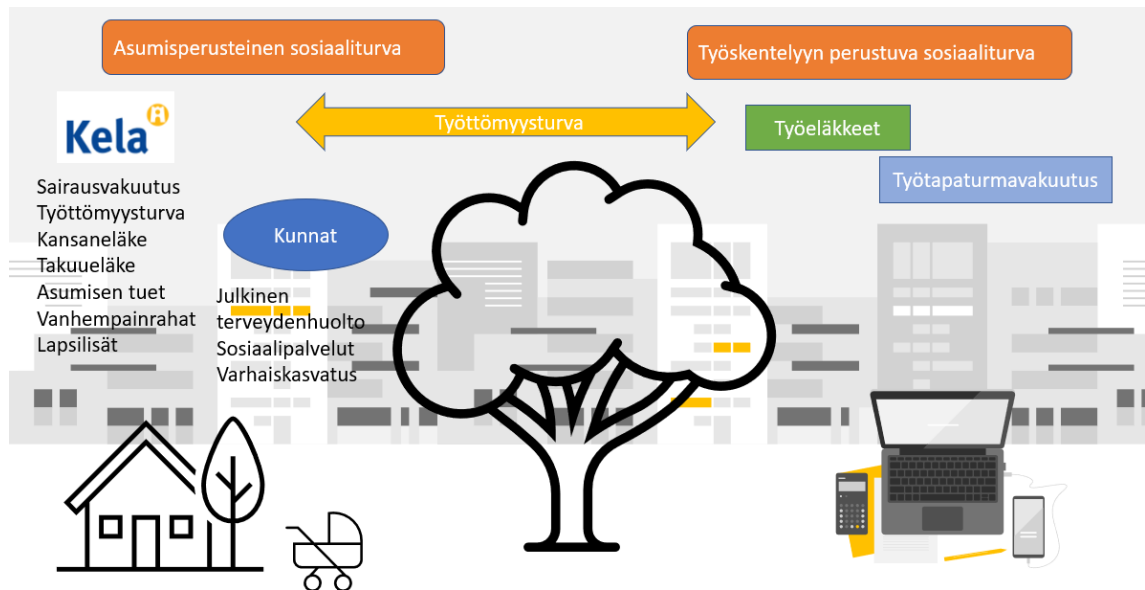 Asumisperusteinen sosiaaliturva
Työskentelyyn perustuva sosiaaliturva
Kela
Työttömyysturva
Työeläkkeet
Työtapaturmavakuutus
Sairausvakuutus
Työttömyysturva
Kansaneläke
Takuueläke
Asumisen tuet
Vanhempainrahat
Lapsilisät
Kunnat
Julkinen
terveydenhuolto
Sosiaalipalvelut
Varhaiskasvatus